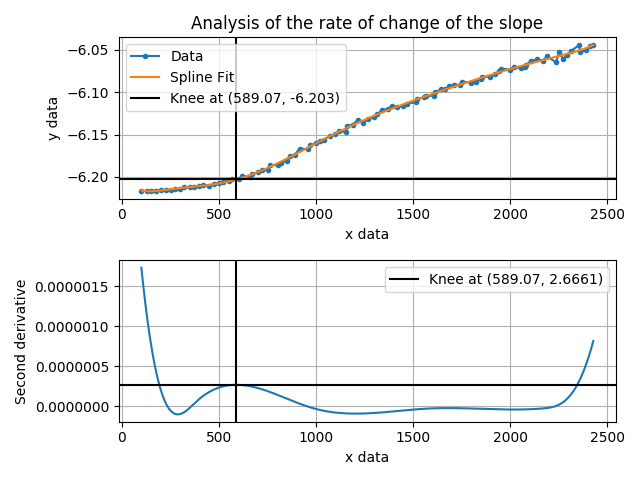 Analysis of the rate of change of the slope
−6.05
−6.10
−6.15
−6.20
y data
Data
Spline Fit
Knee at (589.07, -6.203)
0 500 1000 1500 2000 2500
x data
0.0000015
0.0000010
0.0000005
0.0000000
Second derivative
Knee at (589.07, 2.6661)
0 500 1000 1500 2000 2500
x data